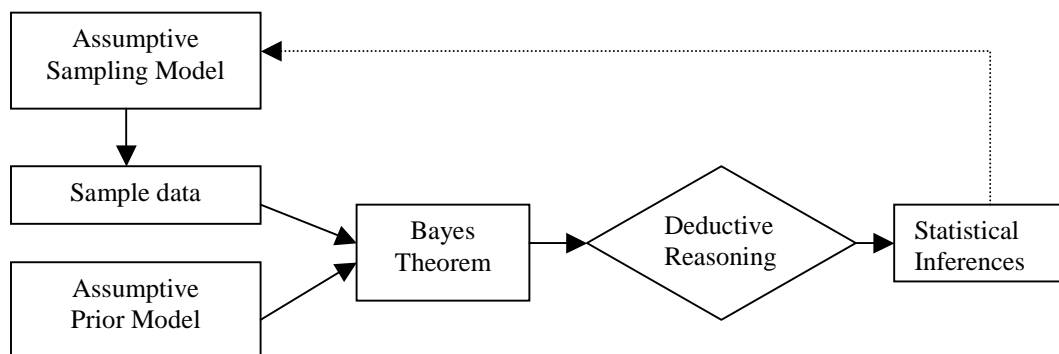 Assumptive
Sampling Model
Sample data
Assumptive
Prior Model
Bayes
Theorem
Deductive
Reasoning
Statistical
Inferences